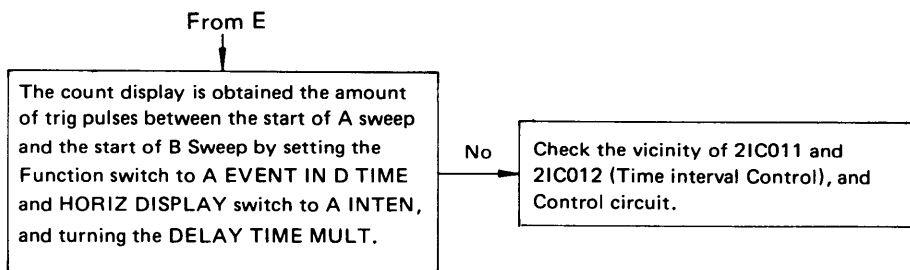 From E
The count display is obtained the amount
of trig pulses between the start of A sweep
and the start of B Sweep by setting the
Function switch to A EVENT IN D TIME
and HORIZ DISPLAY switch to A INTEN,
and turning the DELAY TIME MULT.
No
Check the vicinity of 2IC011 and
2IC012 (Time interval Control), and
Control circuit.